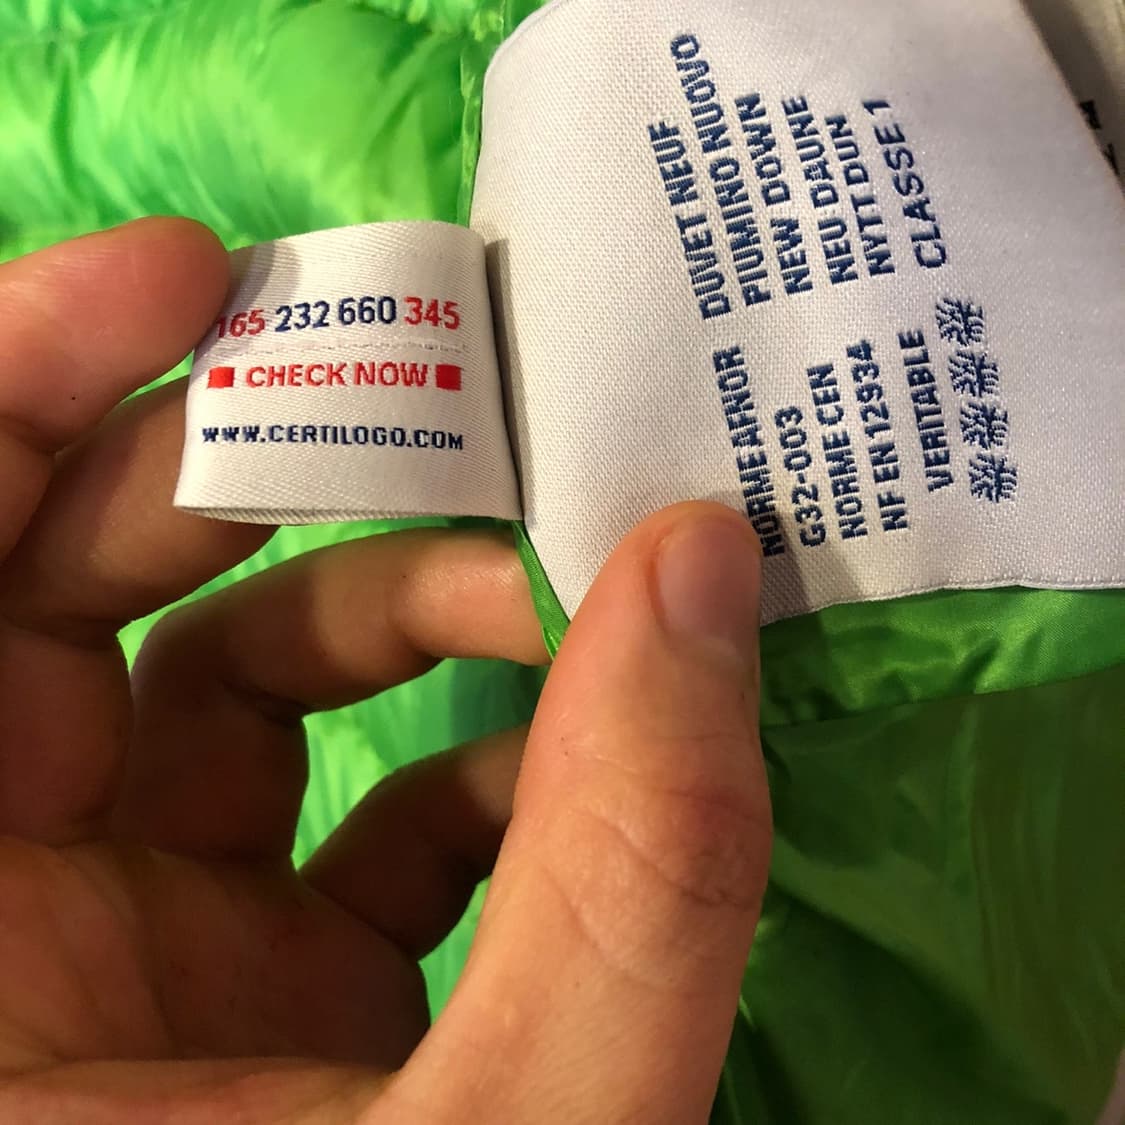 165 232 660 345
CHECK NOW
WWW.CERTILOGO.COM
DUVET NEUF
PIUMINO NUOVO
NEW DOWN
NEU DAUNE
NYTT DUN
CLASSE 1
NORME AFNOR
G32-003
NORME CEN
NF EN 12934
VERITABLE